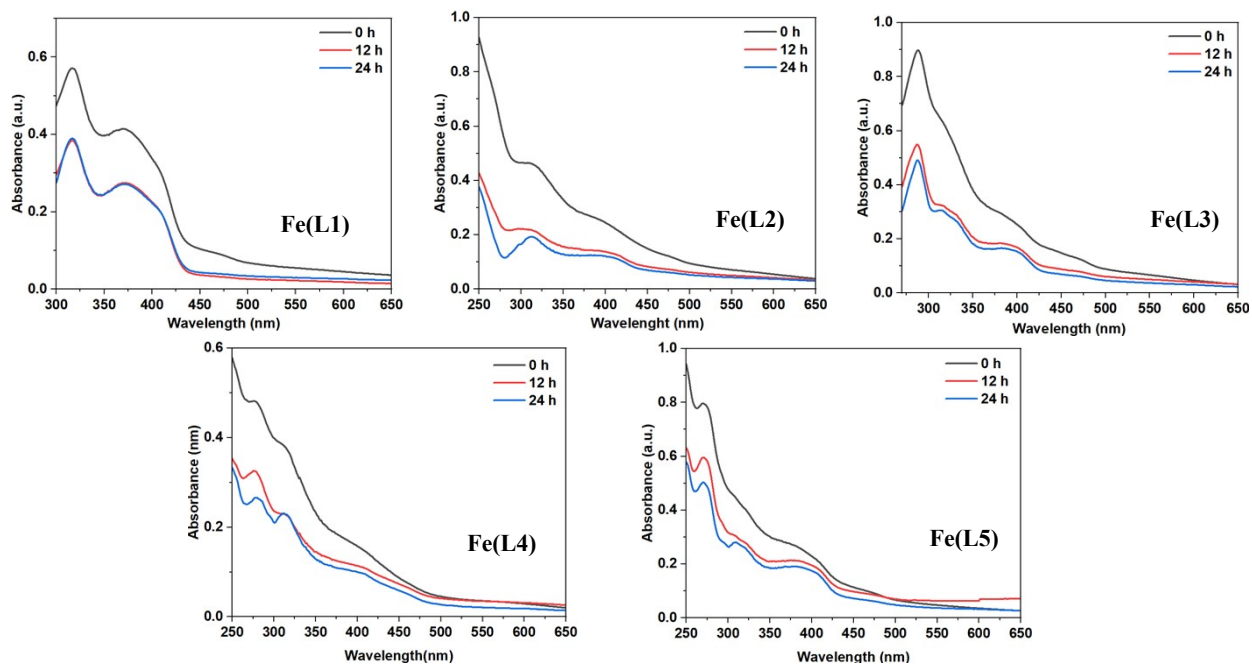 0 h
12 h
24 h
0.6
0.4
0.2
0.0
Absorbance (a.u.)
Fe(L1)
300 350 400 450 500 550 600 650
Wavelength (nm)
0 h
12 h
24 h
1.0
0.8
0.6
0.4
0.2
0.0
Absorbance (a.u.)
Fe(L2)
250 300 350 400 450 500 550 600 650
Wavelenght (nm)
0 h
12 h
24 h
1.0
0.8
0.6
0.4
0.2
0.0
Absorbance (a.u.)
Fe(L3)
300 350 400 450 500 550 600 650
Wavelength (nm)
0 h
12 h
24 h
0.6
0.4
0.2
0.0
Absorbance (nm)
Fe(L4)
250 300 350 400 450 500 550 600 650
Wavelength(nm)
0 h
12 h
24 h
1.0
0.8
0.6
0.4
0.2
0.0
Absorbance (a.u.)
Fe(L5)
250 300 350 400 450 500 550 600 650
Wavelength (nm)